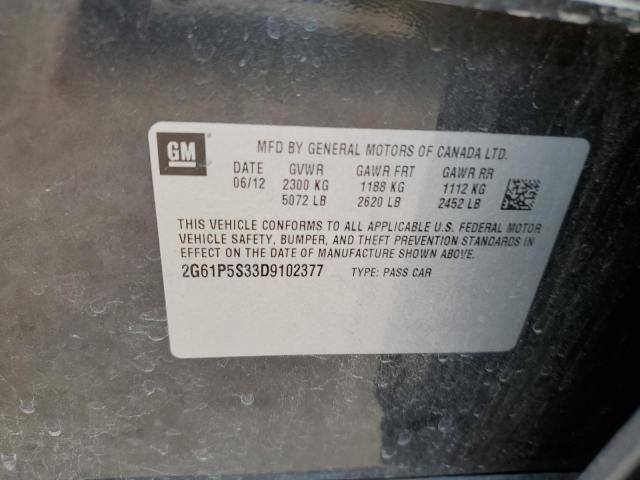 GM
MFD BY GENERAL MOTORS OF CANADA LTD.
DATE GVWR GAWR FRT GAWR RR
06/12 2300 KG 1188 KG 1112 KG
5072 LB 2620 LB 2452 LB
THIS VEHICLE CONFORMS TO ALL APPLICABLE U.S. FEDERAL MOTOR
VEHICLE SAFETY, BUMPER, AND THEFT PREVENTION STANDARDS IN
EFFECT ON THE DATE OF MANUFACTURE SHOWN ABOVE.
2G61P5S33D9102377 TYPE: PASS CAR